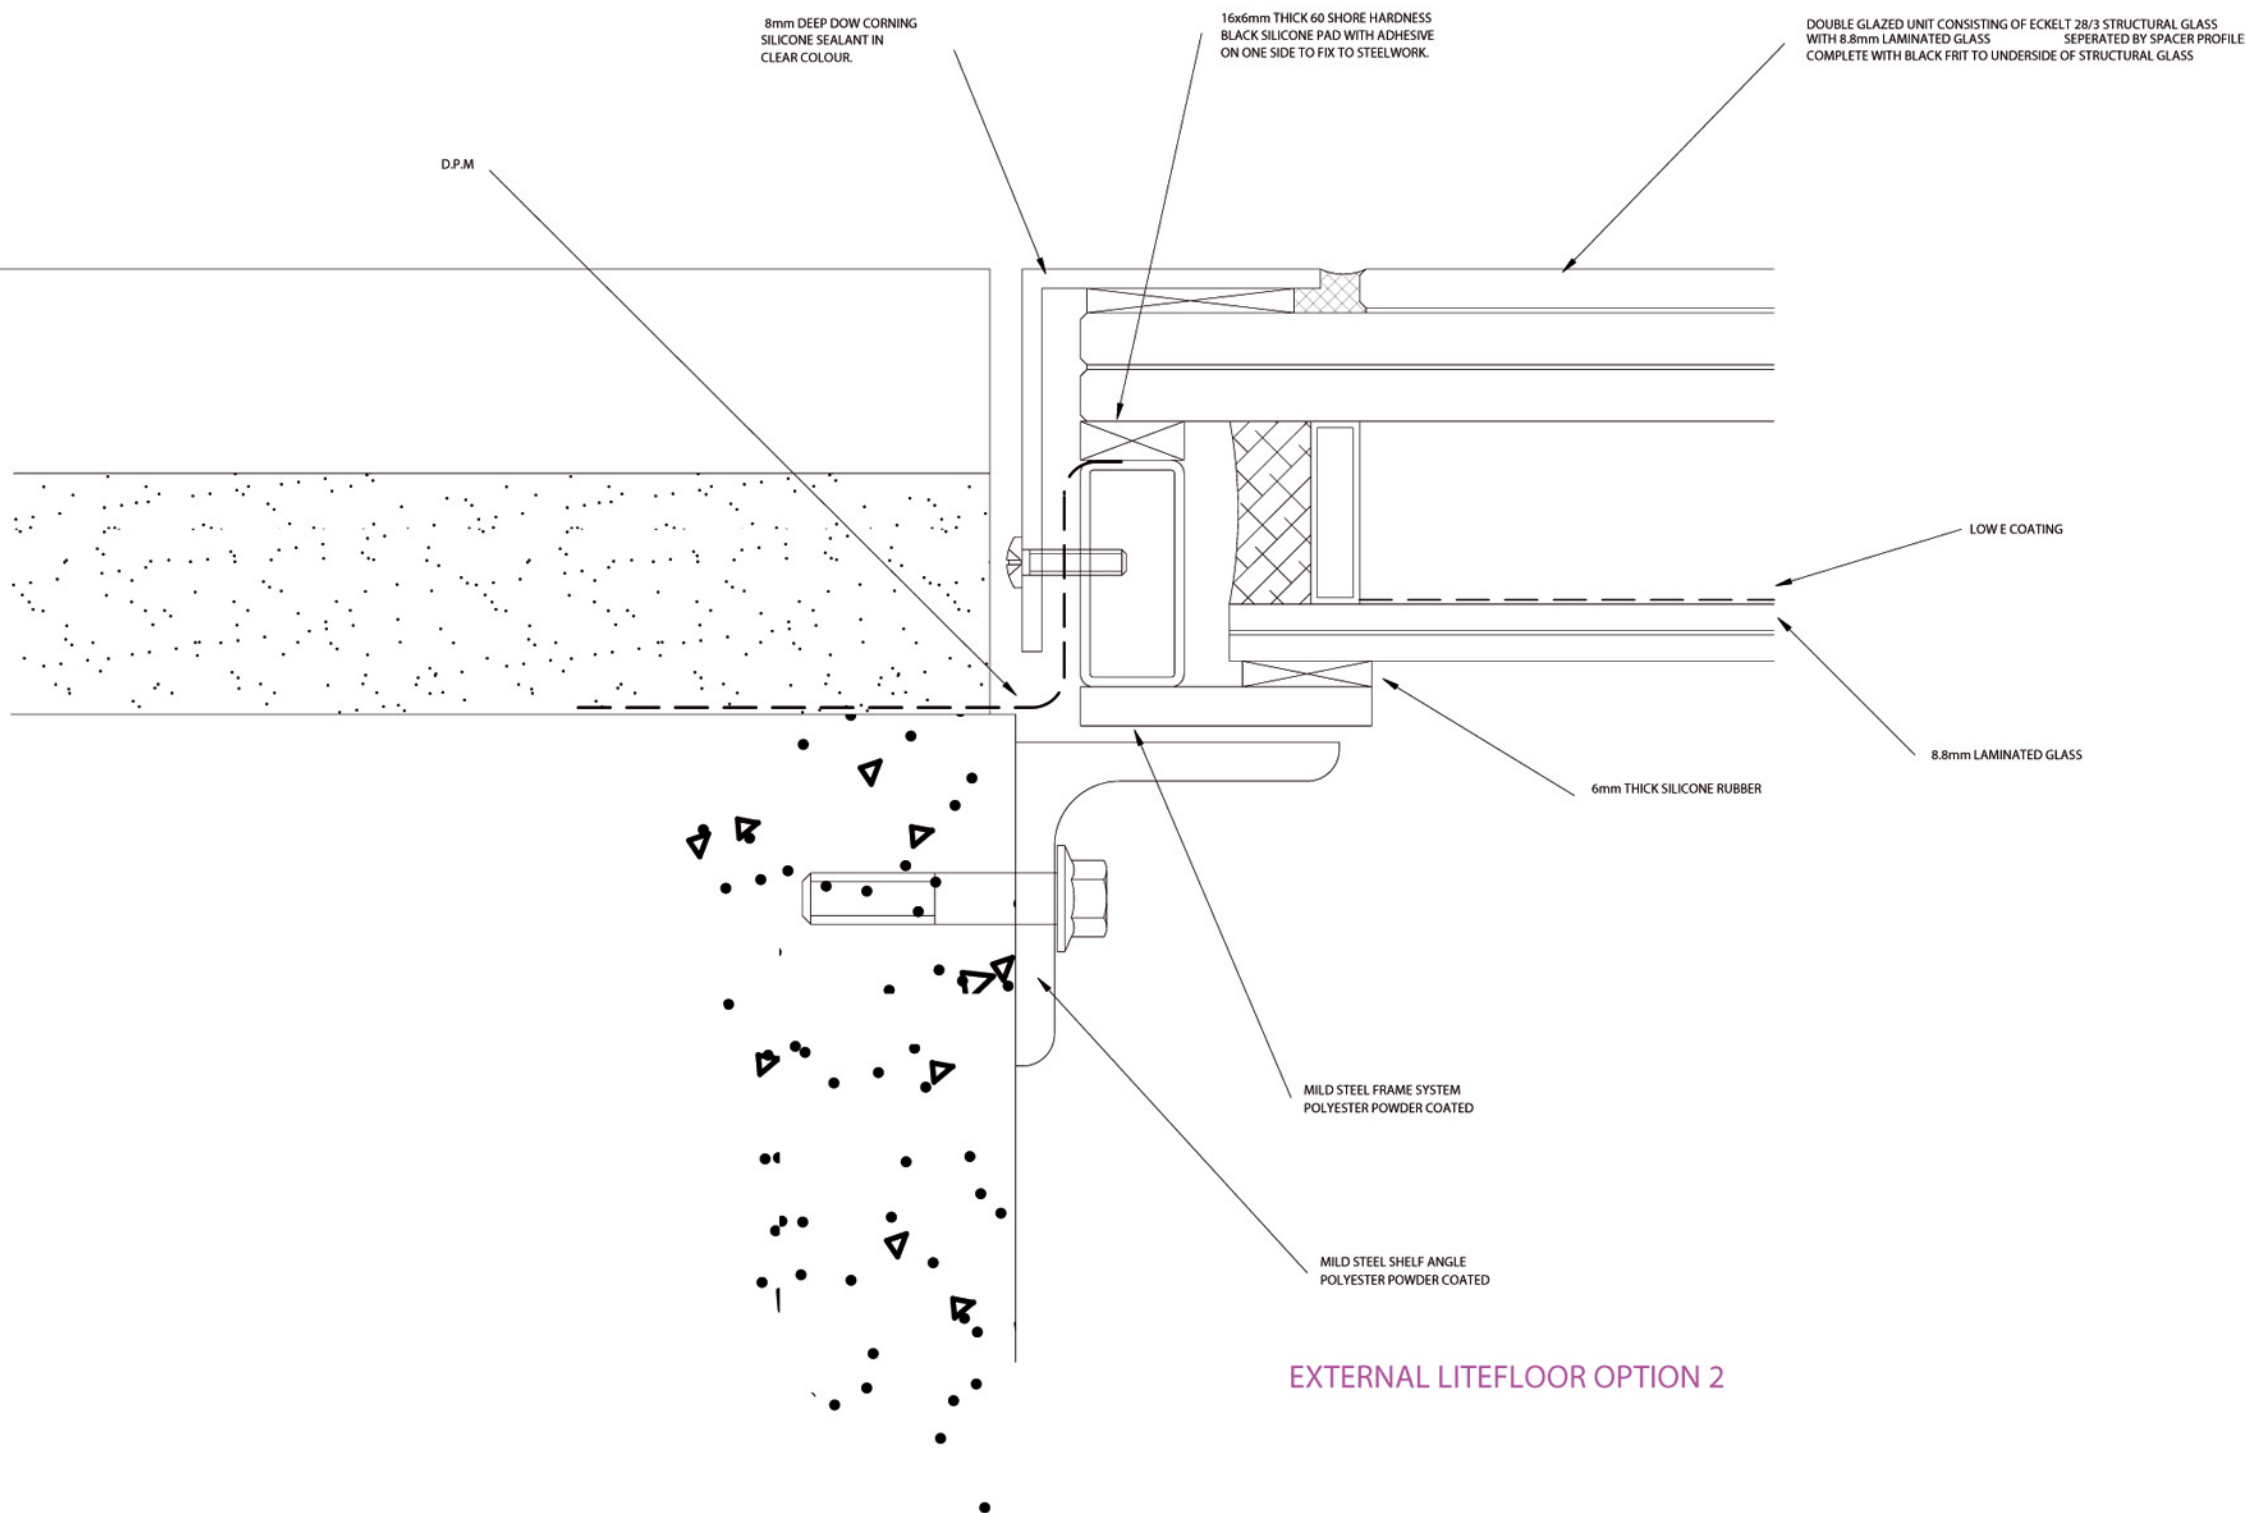 8mm DEEP DOW CORNING
SILICONE SEALANT IN
CLEAR COLOUR.
16x6mm THICK 60 SHORE HARDNESS
BLACK SILICONE PAD WITH ADHESIVE
ON ONE SIDE TO FIX TO STEELWORK.
DOUBLE GLAZED UNIT CONSISTING OF ECKELT 28/3 STRUCTURAL GLASS
WITH 8.8mm LAMINATED GLASS SEPERATED BY SPACER PROFILE
COMPLETE WITH BLACK FRIT TO UNDERSIDE OF STRUCTURAL GLASS
D.P.M
LOW E COATING
8.8mm LAMINATED GLASS
6mm THICK SILICONE RUBBER
MILD STEEL FRAME SYSTEM
POLYESTER POWDER COATED
MILD STEEL SHELF ANGLE
POLYESTER POWDER COATED
EXTERNAL LITEFLOOR OPTION 2